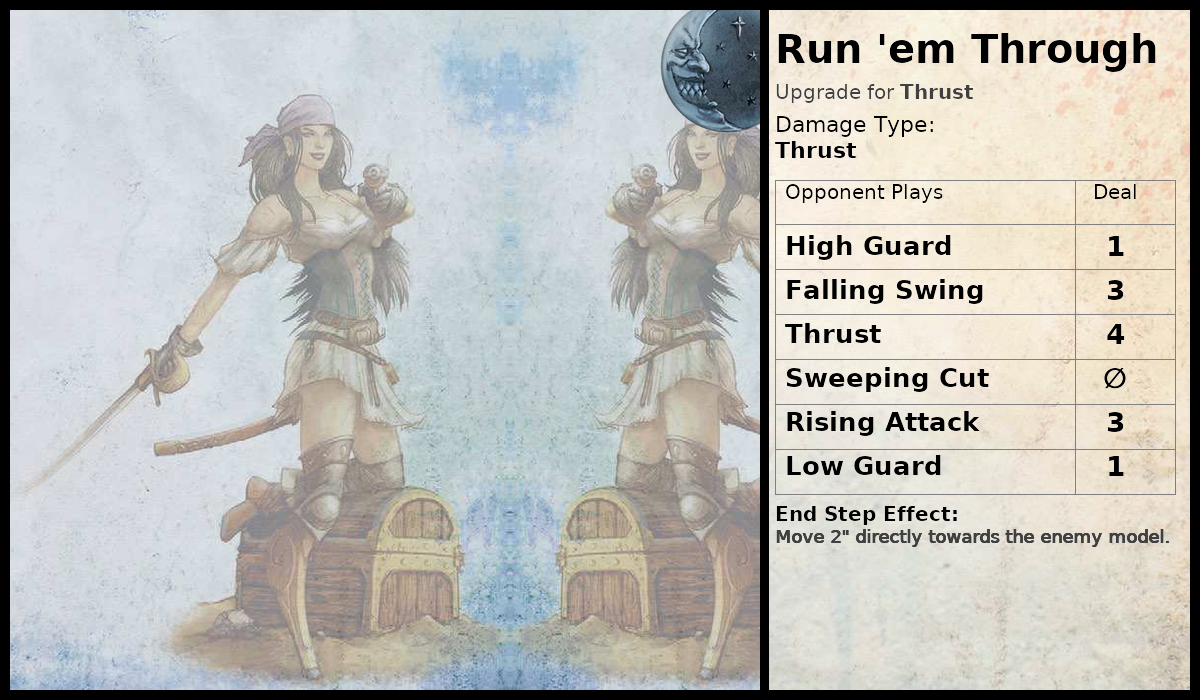 Run 'em Through
Upgrade for Thrust
Damage Type:
Thrust
Opponent Plays Deal
High Guard 1
Falling Swing 3
Thrust 4
Sweeping Cut ∅
Rising Attack 3
Low Guard 1
End Step Effect:
Move 2" directly towards the enemy model.